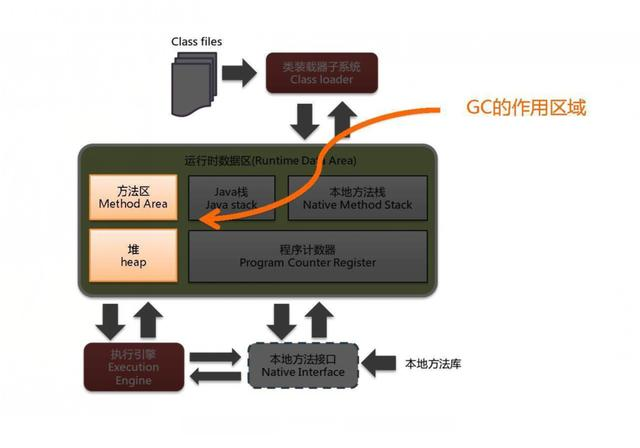 Class files
类装载器子系统
Class loader
GC的作用区域
运行时数据区(Runtime Data Area)
方法区
Method Area
Java栈
Java stack
本地方法栈
Native Method Stack
堆
heap
程序计数器
Program Counter Register
执行引擎
Execution
Engine
本地方法接口
Native Interface
本地方法库